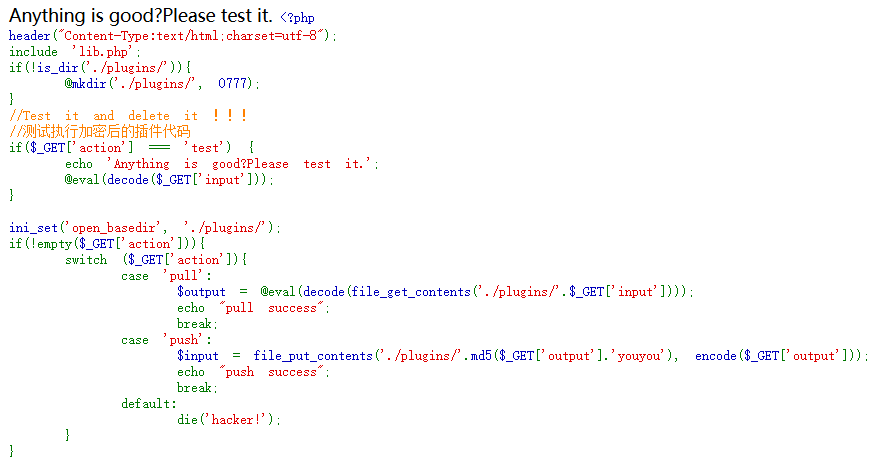 Anything is good?Please test it. <?php
header("Content-Type:text/html;charset=utf-8");
include 'lib.php';
if(!is_dir('./plugins/')){
        @mkdir('./plugins/', 0777);
}
//Test it and delete it ！！！
//测试执行加密后的插件代码
if($_GET['action'] === 'test') {
        echo 'Anything is good?Please test it.';
        @eval(decode($_GET['input']));
}

ini_set('open_basedir', './plugins/');
if(!empty($_GET['action'])){
        switch ($_GET['action']){
                case 'pull':
                        $output = @eval(decode(file_get_contents('./plugins/'.$_GET['input'])));
                        echo "pull success";
                        break;
                case 'push':
                        $input = file_put_contents('./plugins/'.md5($_GET['output'].'youyou'), encode($_GET['output']));
                        echo "push success";
                        break;
                default:
                        die('hacker!');
        }
}